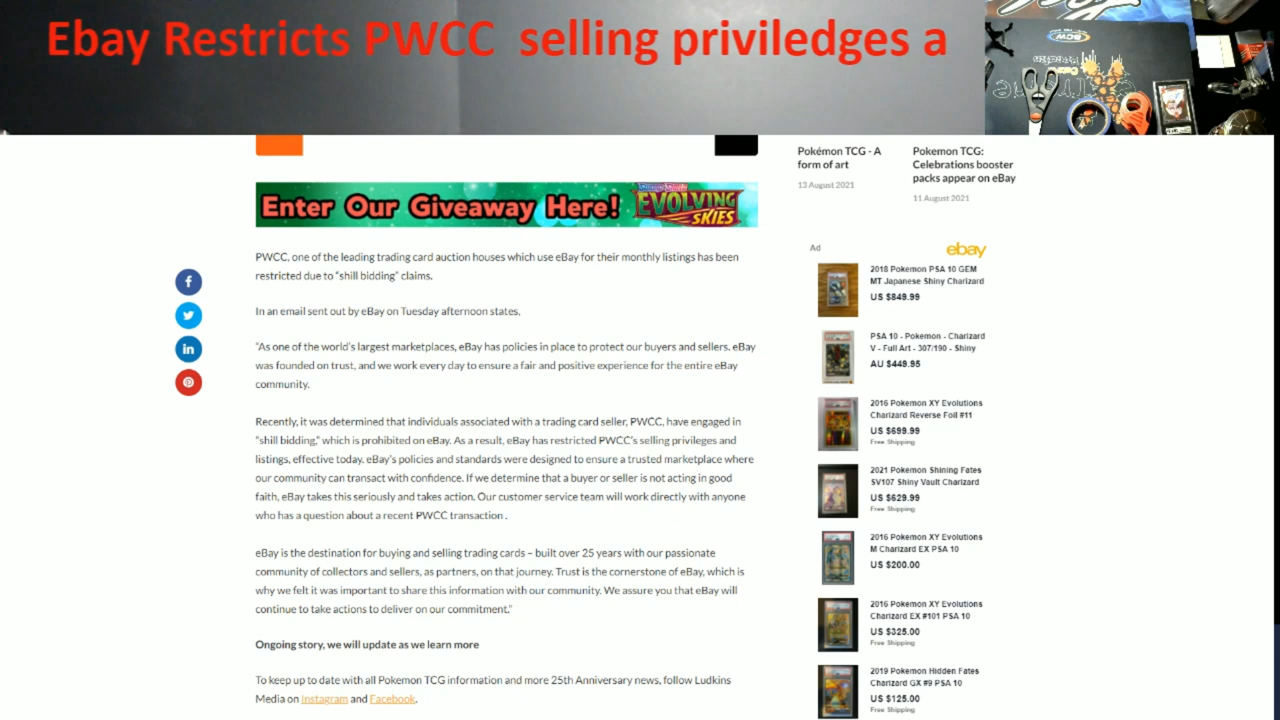 Ebay Restricts PWCC selling priviledges a
Pokémon TCG - A
form of art
13 August 2021
Pokemon TCG:
Celebrations booster
packs appear on eBay
11 August 2021
Enter Our Giveaway Here!
EVOLVING
SKIES
PWCC, one of the leading trading card auction houses which use eBay for their monthly listings has been
restricted due to "shill bidding" claims.
In an email sent out by eBay on Tuesday afternoon states.
"As one of the world's largest marketplaces, eBay has policies in place to protect our buyers and sellers. eBay
was founded on trust, and we work every day to ensure a fair and positive experience for the entire eBay
community.
Recently, it was determined that individuals associated with a trading card seller, PWCC, have engaged in
"shill bidding," which is prohibited on eBay. As a result, eBay has restricted PWCC's selling privileges and
listings, effective today. eBay's policies and standards were designed to ensure a trusted marketplace where
our community can transact with confidence. If we determine that a buyer or seller is not acting in good
faith, eBay takes this seriously and takes action. Our customer service team will work directly with anyone
who has a question about a recent PWCC transaction .
eBay is the destination for buying and selling trading cards – built over 25 years with our passionate
community of collectors and sellers, as partners, on that journey. Trust is the cornerstone of eBay, which is
why we felt it was important to share this information with our community. We assure you that eBay will
continue to take actions to deliver on our commitment."
Ongoing story, we will update as we learn more
To keep up to date with all Pokemon TCG information and more 25th Anniversary news, follow Ludkins
Media on Instagram and Facebook.
Ad
ebay
2018 Pokemon PSA 10 GEM
MT Japanese Shiny Charizard
US $849.99
PSA 10 - Pokemon - Charizard
V - Full Art - 307/190 - Shiny
AU $449.95
2016 Pokemon XY Evolutions
Charizard Reverse Foil #11
US $699.99
Free Shipping
2021 Pokemon Shining Fates
SV107 Shiny Vault Charizard
US $629.99
Free Shipping
2016 Pokemon XY Evolutions
M Charizard EX PSA 10
US $200.00
2016 Pokemon XY Evolutions
Charizard EX #101 PSA 10
US $325.00
Free Shipping
2019 Pokemon Hidden Fates
Charizard GX #9 PSA 10
US $125.00
Free Shipping